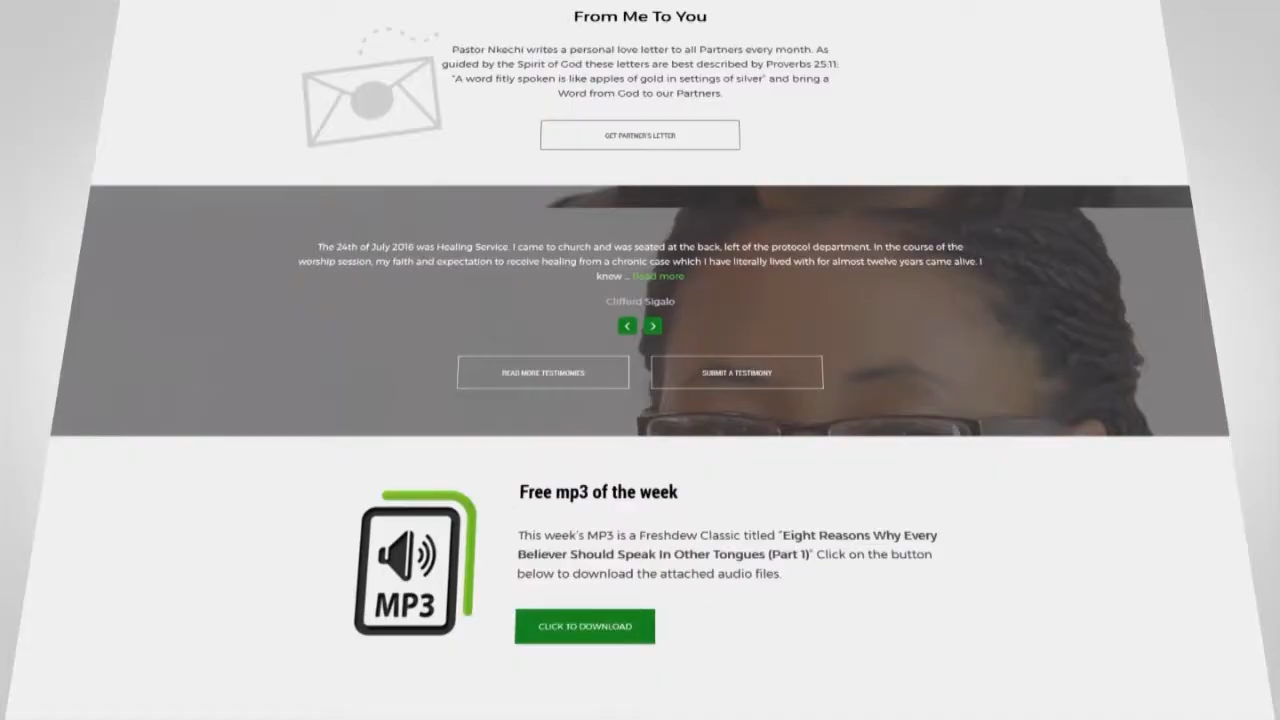 From Me To You
Pastor Nkechi writes a personal love letter to all Partners every month. As
guided by the Spirit of God these letters are best described by Proverbs 25:11:
"A word fitly spoken is like apples of gold in settings of silver" and bring a
Word from God to our Partners.
GET PARTNER'S LETTER
The 24th of July 2016 was Healing Service. I came to church and was seated at the back, left of the protocol department. In the course of the
worship session, my faith and expectation to receive healing from a chronic case which I have literally lived with for almost twelve years came alive. I
knew ... Read more
Clifford Sigalo
READ MORE TESTIMONIES
SUBMIT A TESTIMONY
Free mp3 of the week
This week's MP3 is a Freshdew Classic titled "Eight Reasons Why Every
Believer Should Speak In Other Tongues (Part 1)" Click on the button
below to download the attached audio files.
MP3
CLICK TO DOWNLOAD